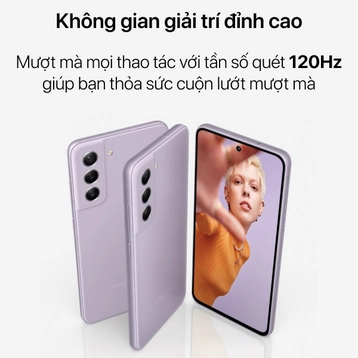 Không gian giải trí đỉnh cao
Mượt mà mọi thao tác với tần số quét 120Hz
giúp bạn thỏa sức cuộn lướt mượt mà